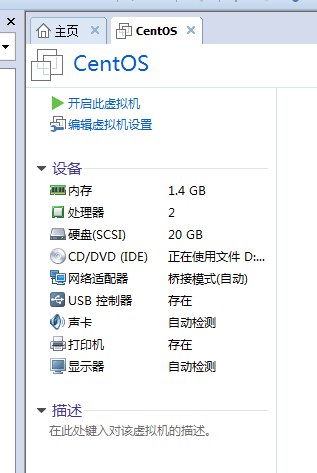 主页
CentOS
CentOS
开启此虚拟机
编辑虚拟机设置
设备
内存 1.4 GB
处理器 2
硬盘(SCSI) 20 GB
CD/DVD (IDE) 正在使用文件 D:...
网络适配器 桥接模式(自动)
USB 控制器 存在
声卡 自动检测
打印机 存在
显示器 自动检测
描述
在此处键入对该虚拟机的描述。